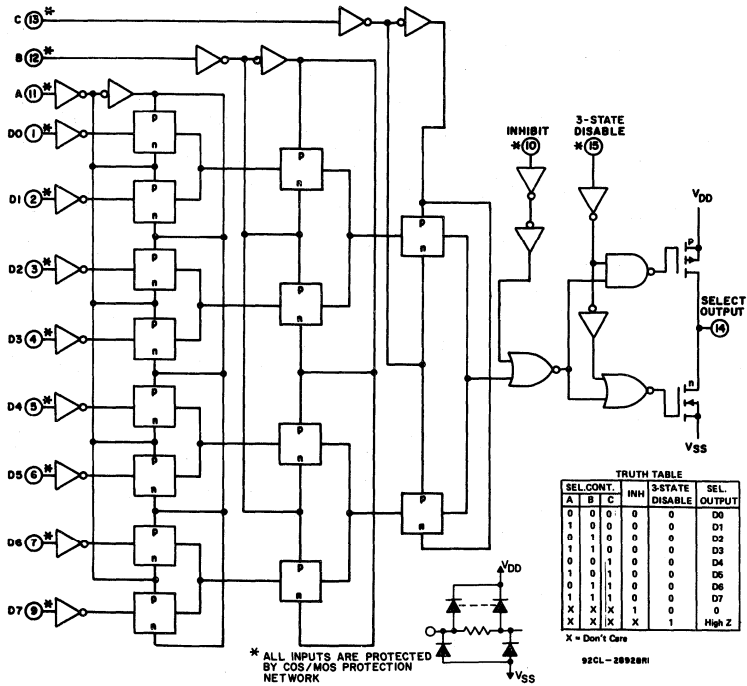 C 13 *
B 12 *
A 11 *
D0 1 *
D1 2 *
D2 3 *
D3 4 *
D4 5 *
D5 6 *
D6 7 *
D7 9 *
p
n
p
n
p
n
p
n
p
n
p
n
p
n
p
n
p
n
p
n
p
n
p
n
p
n
p
n
INHIBIT
* 10
3-STATE
DISABLE
* 15
VDD
p
SELECT
OUTPUT
14
n
VSS
TRUTH TABLE
SEL.CONT. INH 3-STATE DISABLE SEL. OUTPUT
A B C
0 0 0 0 0 D0
1 0 0 0 0 D1
0 1 0 0 0 D2
1 1 0 0 0 D3
0 0 1 0 0 D4
1 0 1 0 0 D5
0 1 1 0 0 D6
1 1 1 0 0 D7
X X X 1 0 0
X X X X 1 High Z
X = Don't Care
92CL-28928R1
VDD
VSS
* ALL INPUTS ARE PROTECTED
BY COS/MOS PROTECTION
NETWORK